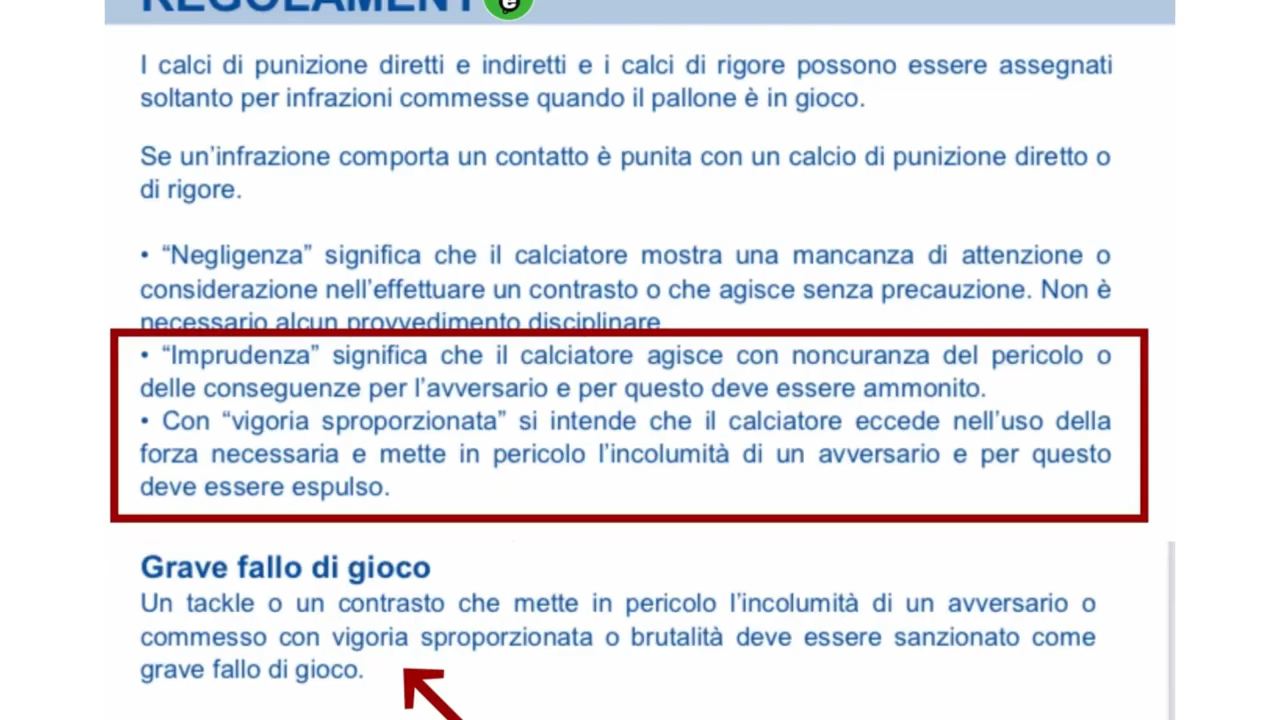 REGOLAMENT
e
I calci di punizione diretti e indiretti e i calci di rigore possono essere assegnati
soltanto per infrazioni commesse quando il pallone è in gioco.
Se un’infrazione comporta un contatto è punita con un calcio di punizione diretto o
di rigore.
• “Negligenza” significa che il calciatore mostra una mancanza di attenzione o
considerazione nell’effettuare un contrasto o che agisce senza precauzione. Non è
necessario alcun provvedimento disciplinare
• “Imprudenza” significa che il calciatore agisce con noncuranza del pericolo o
delle conseguenze per l’avversario e per questo deve essere ammonito.
• Con “vigoria sproporzionata” si intende che il calciatore eccede nell’uso della
forza necessaria e mette in pericolo l’incolumità di un avversario e per questo
deve essere espulso.
Grave fallo di gioco
Un tackle o un contrasto che mette in pericolo l’incolumità di un avversario o
commesso con vigoria sproporzionata o brutalità deve essere sanzionato come
grave fallo di gioco.